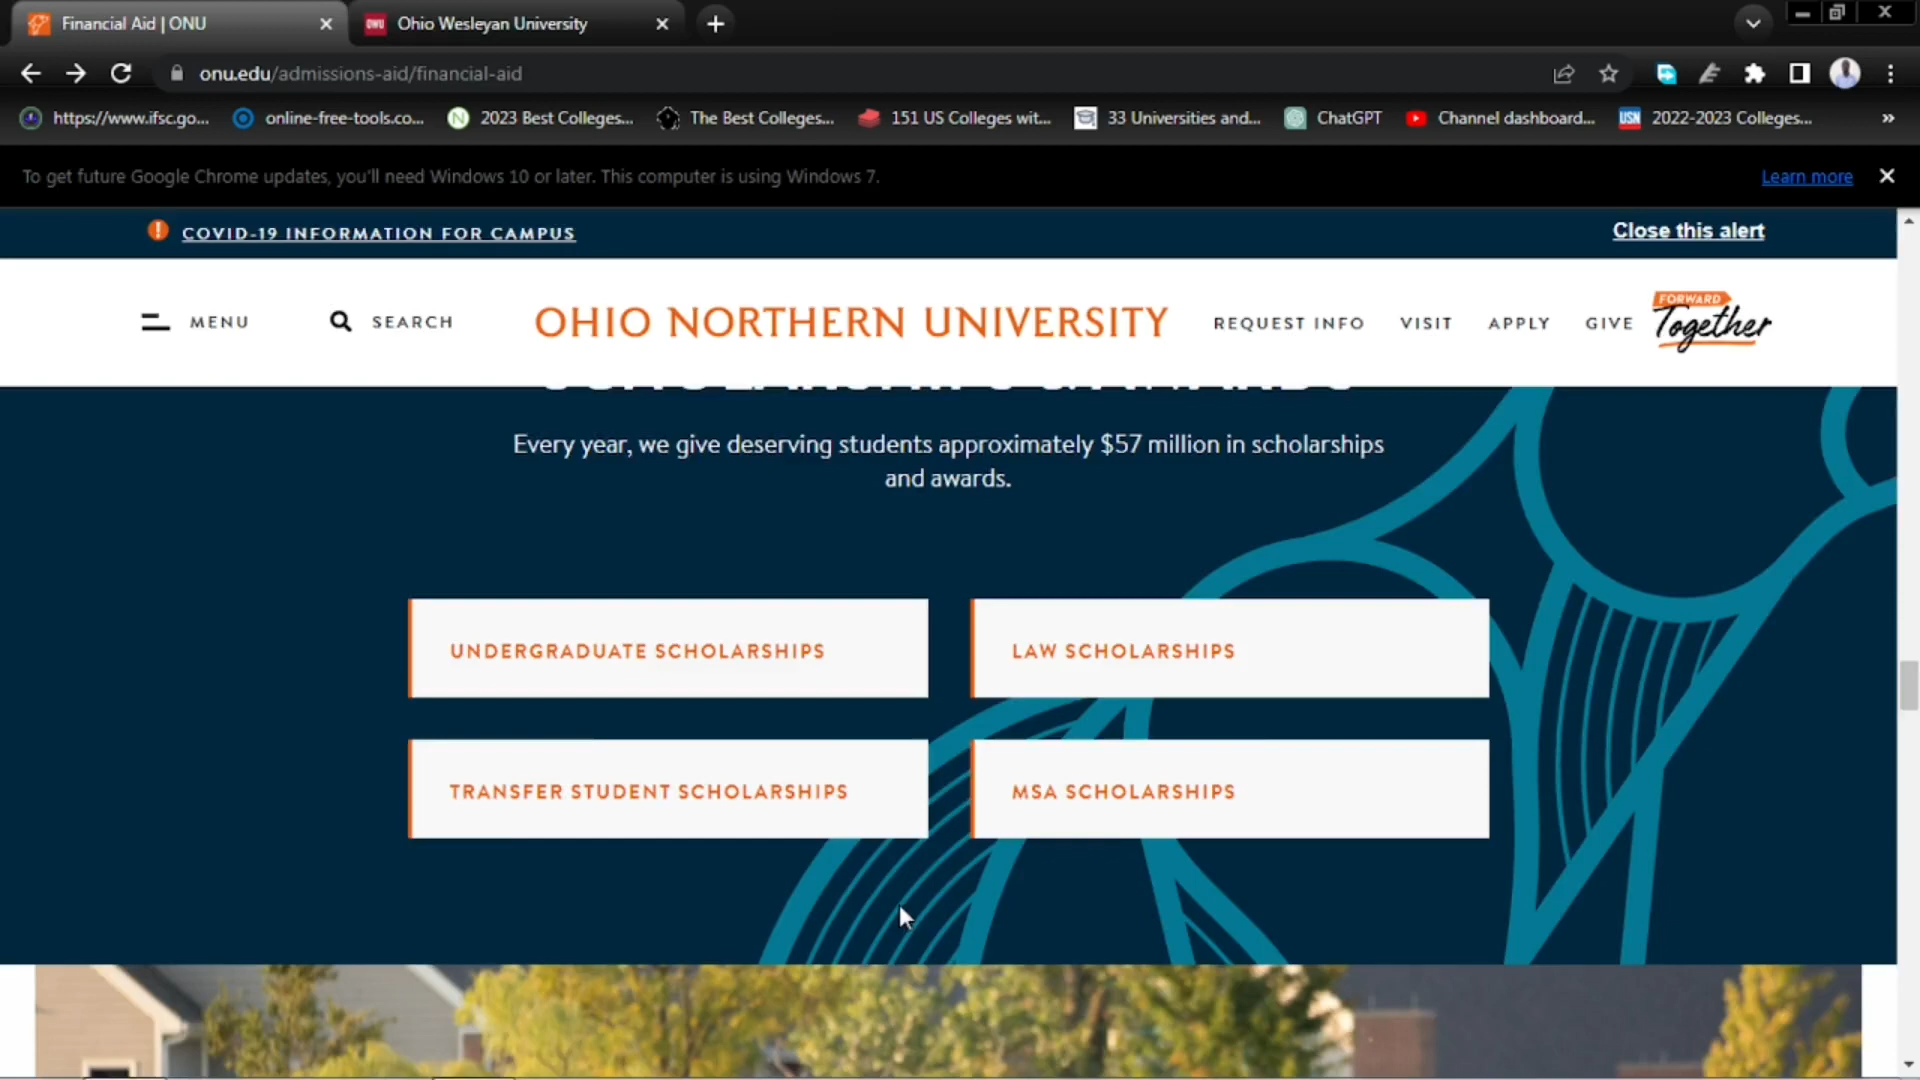 Financial Aid | ONU
OWU Ohio Wesleyan University
onu.edu/admissions-aid/financial-aid
https://www.ifsc.go... online-free-tools.co... N 2023 Best Colleges... The Best Colleges... 151 US Colleges wit... 33 Universities and... ChatGPT Channel dashboard... USN 2022-2023 Colleges... »
To get future Google Chrome updates, you'll need Windows 10 or later. This computer is using Windows 7. Learn more
COVID-19 INFORMATION FOR CAMPUS Close this alert
MENU SEARCH OHIO NORTHERN UNIVERSITY REQUEST INFO VISIT APPLY GIVE FORWARD Together
Every year, we give deserving students approximately $57 million in scholarships
and awards.
UNDERGRADUATE SCHOLARSHIPS LAW SCHOLARSHIPS
TRANSFER STUDENT SCHOLARSHIPS MSA SCHOLARSHIPS